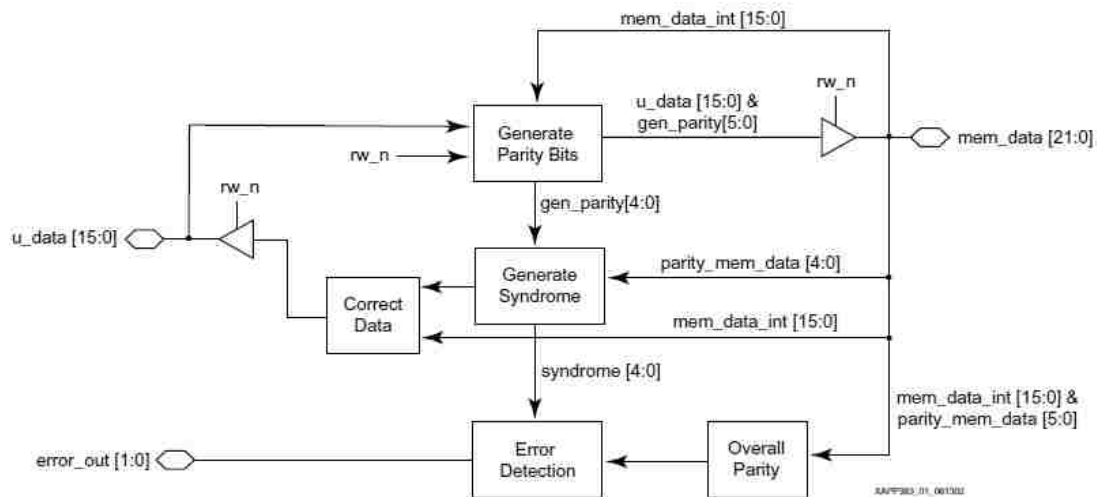 mem_data_int [15:0]
rw_n
u_data [15:0] &
gen_parity[5:0]
Generate
Parity Bits
mem_data [21:0]
rw_n
rw_n
gen_parity[4:0]
u_data [15:0]
Generate
Syndrome
parity_mem_data [4:0]
Correct
Data
mem_data_int [15:0]
syndrome [4:0]
mem_data_int [15:0] &
parity_mem_data [5:0]
error_out [1:0]
Error
Detection
Overall
Parity
XAPP383_01_061302